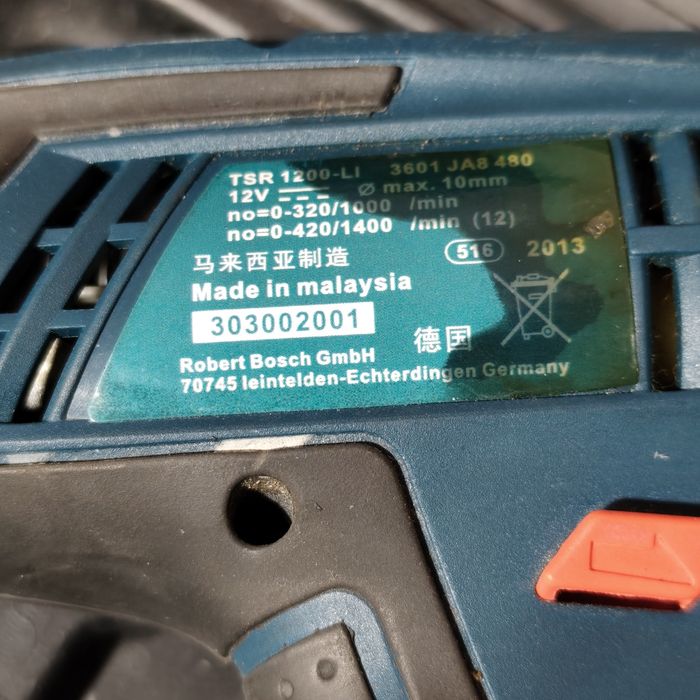 TSR 1200-LI 3601 JA8 480
12V ⌀ max. 10mm
no=0-320/1000 /min
no=0-420/1400 /min (12)
马来西亚制造 516 2013
Made in malaysia
303002001 德国
Robert Bosch GmbH
70745 leintelden-Echterdingen Germany